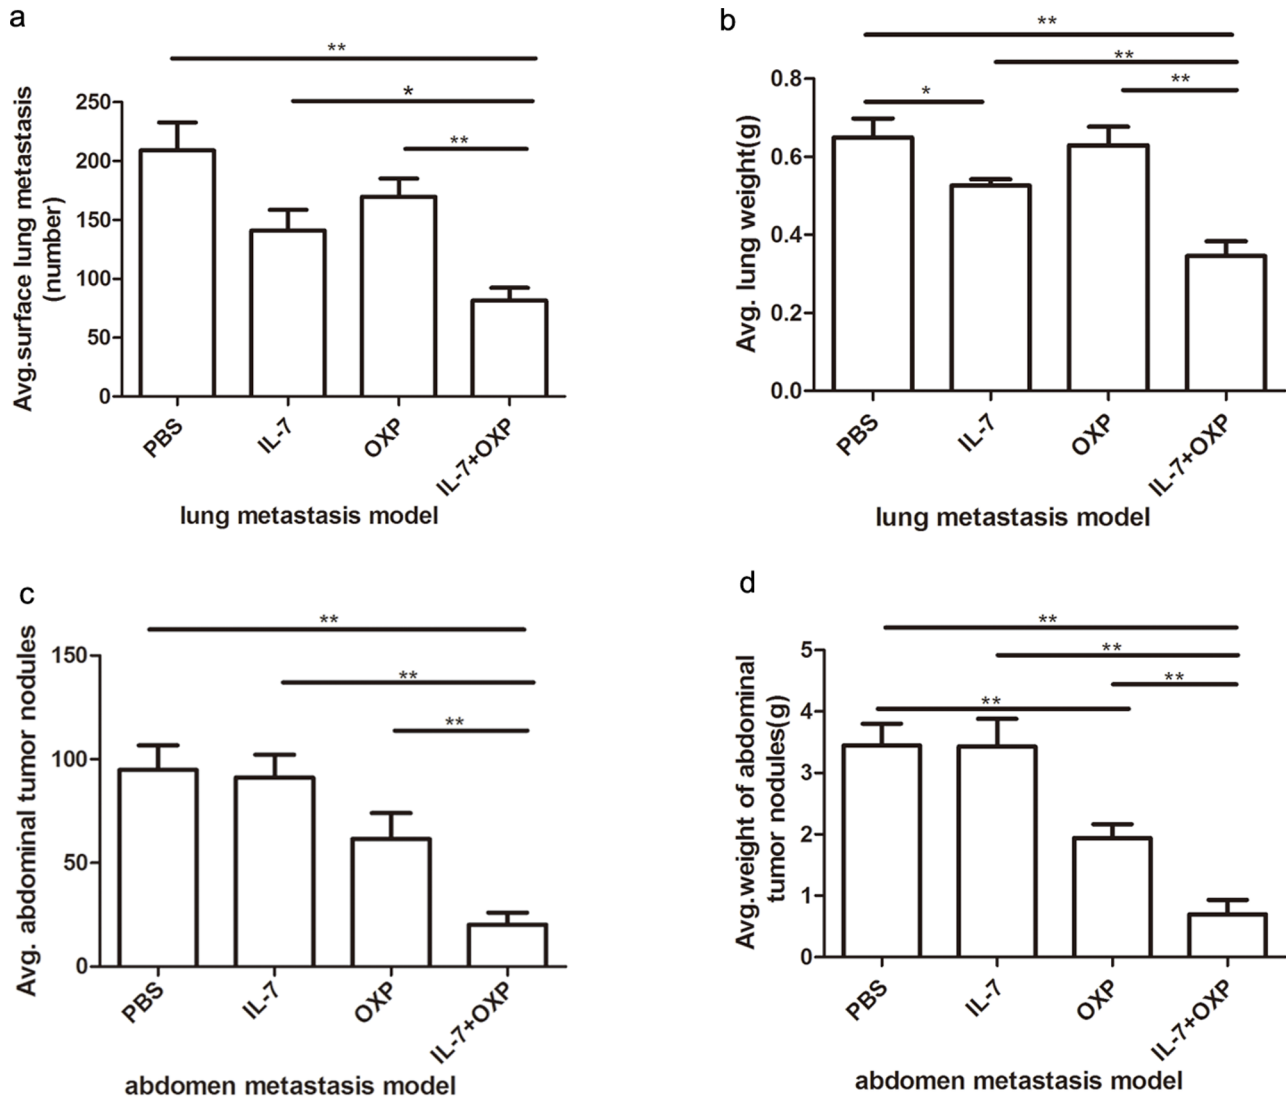 a
**
*
**
250
200
150
100
50
0
Avg.surface lung metastasis
(number)
PBS
IL-7
OXP
IL-7+OXP
lung metastasis model
b
**
**
**
*
0.8
0.6
0.4
0.2
0.0
Avg. lung weight(g)
PBS
IL-7
OXP
IL-7+OXP
lung metastasis model
c
**
**
**
150
100
50
0
Avg. abdominal tumor nodules
PBS
IL-7
OXP
IL-7+OXP
abdomen metastasis model
d
**
**
**
**
5
4
3
2
1
0
Avg.weight of abdominal
tumor nodules(g)
PBS
IL-7
OXP
IL-7+OXP
abdomen metastasis model